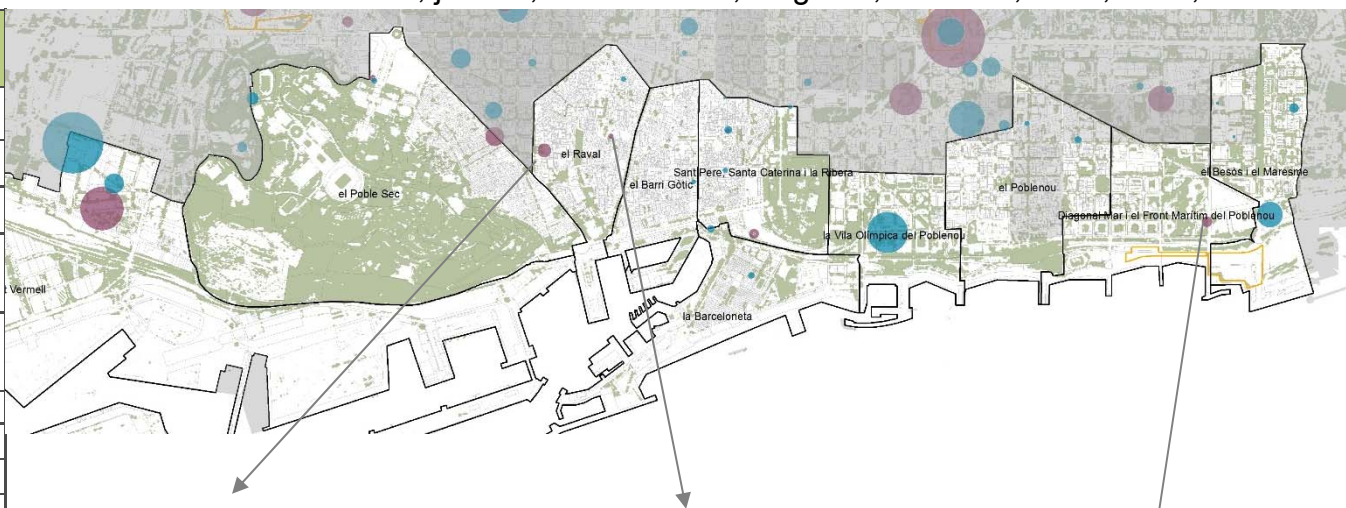 el Raval
Sant Pere, Santa Caterina i la Ribera
el Besòs i el Maresme
el Barri Gòtic
el Poble Sec
el Poblenou
Diagonal Mar i el Front Marítim del Poblenou
la Vila Olímpica del Poblenou
t Vermell
la Barceloneta